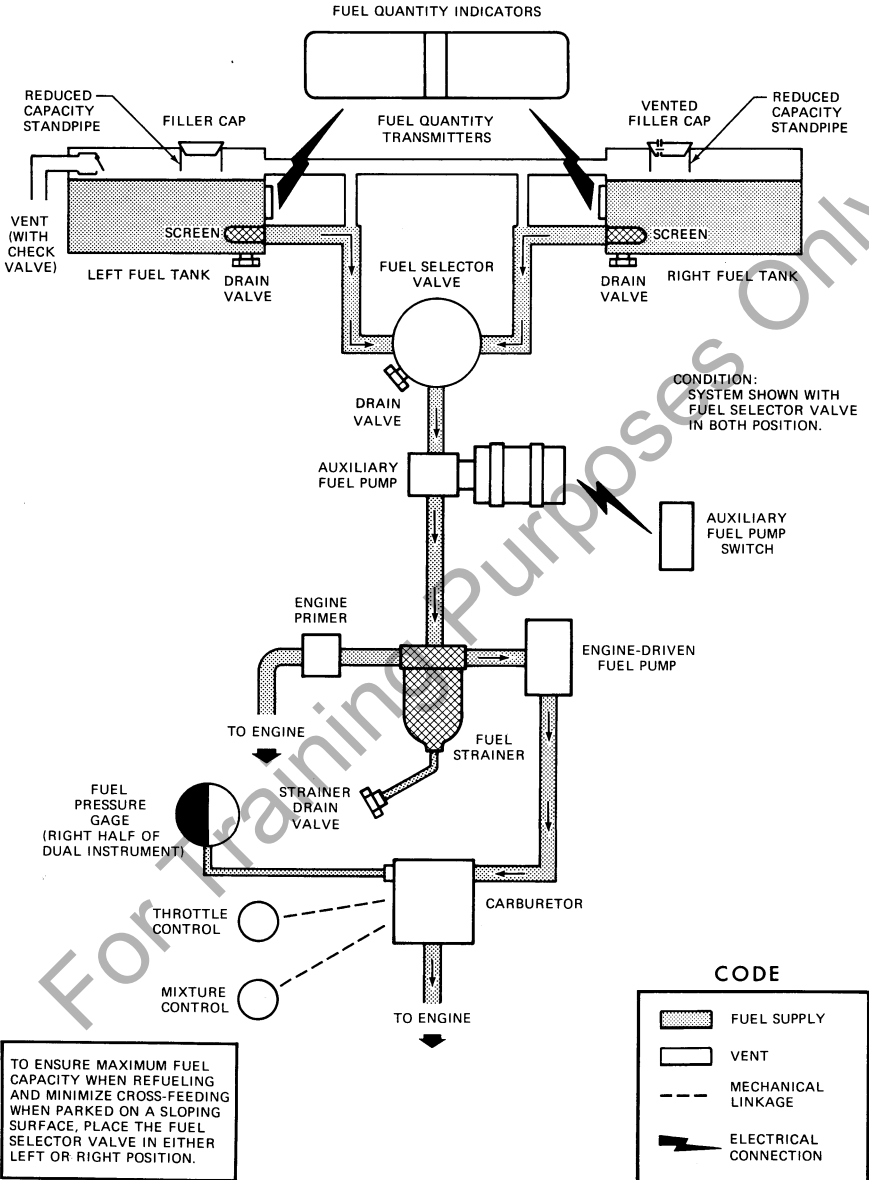 FUEL QUANTITY INDICATORS
REDUCED
CAPACITY
STANDPIPE
FILLER CAP
FUEL QUANTITY
TRANSMITTERS
VENTED
FILLER CAP
REDUCED
CAPACITY
STANDPIPE
VENT
(WITH
CHECK
VALVE)
SCREEN
SCREEN
LEFT FUEL TANK
DRAIN
VALVE
FUEL SELECTOR
VALVE
DRAIN
VALVE
RIGHT FUEL TANK
DRAIN
VALVE
CONDITION:
SYSTEM SHOWN WITH
FUEL SELECTOR VALVE
IN BOTH POSITION.
AUXILIARY
FUEL PUMP
AUXILIARY
FUEL PUMP
SWITCH
ENGINE
PRIMER
ENGINE-DRIVEN
FUEL PUMP
TO ENGINE
FUEL
STRAINER
STRAINER
DRAIN
VALVE
FUEL
PRESSURE
GAGE
(RIGHT HALF OF
DUAL INSTRUMENT)
THROTTLE
CONTROL
CARBURETOR
MIXTURE
CONTROL
TO ENGINE
TO ENSURE MAXIMUM FUEL
CAPACITY WHEN REFUELING
AND MINIMIZE CROSS-FEEDING
WHEN PARKED ON A SLOPING
SURFACE, PLACE THE FUEL
SELECTOR VALVE IN EITHER
LEFT OR RIGHT POSITION.
CODE
FUEL SUPPLY
VENT
MECHANICAL
LINKAGE
ELECTRICAL
CONNECTION
For Training Purposes Only